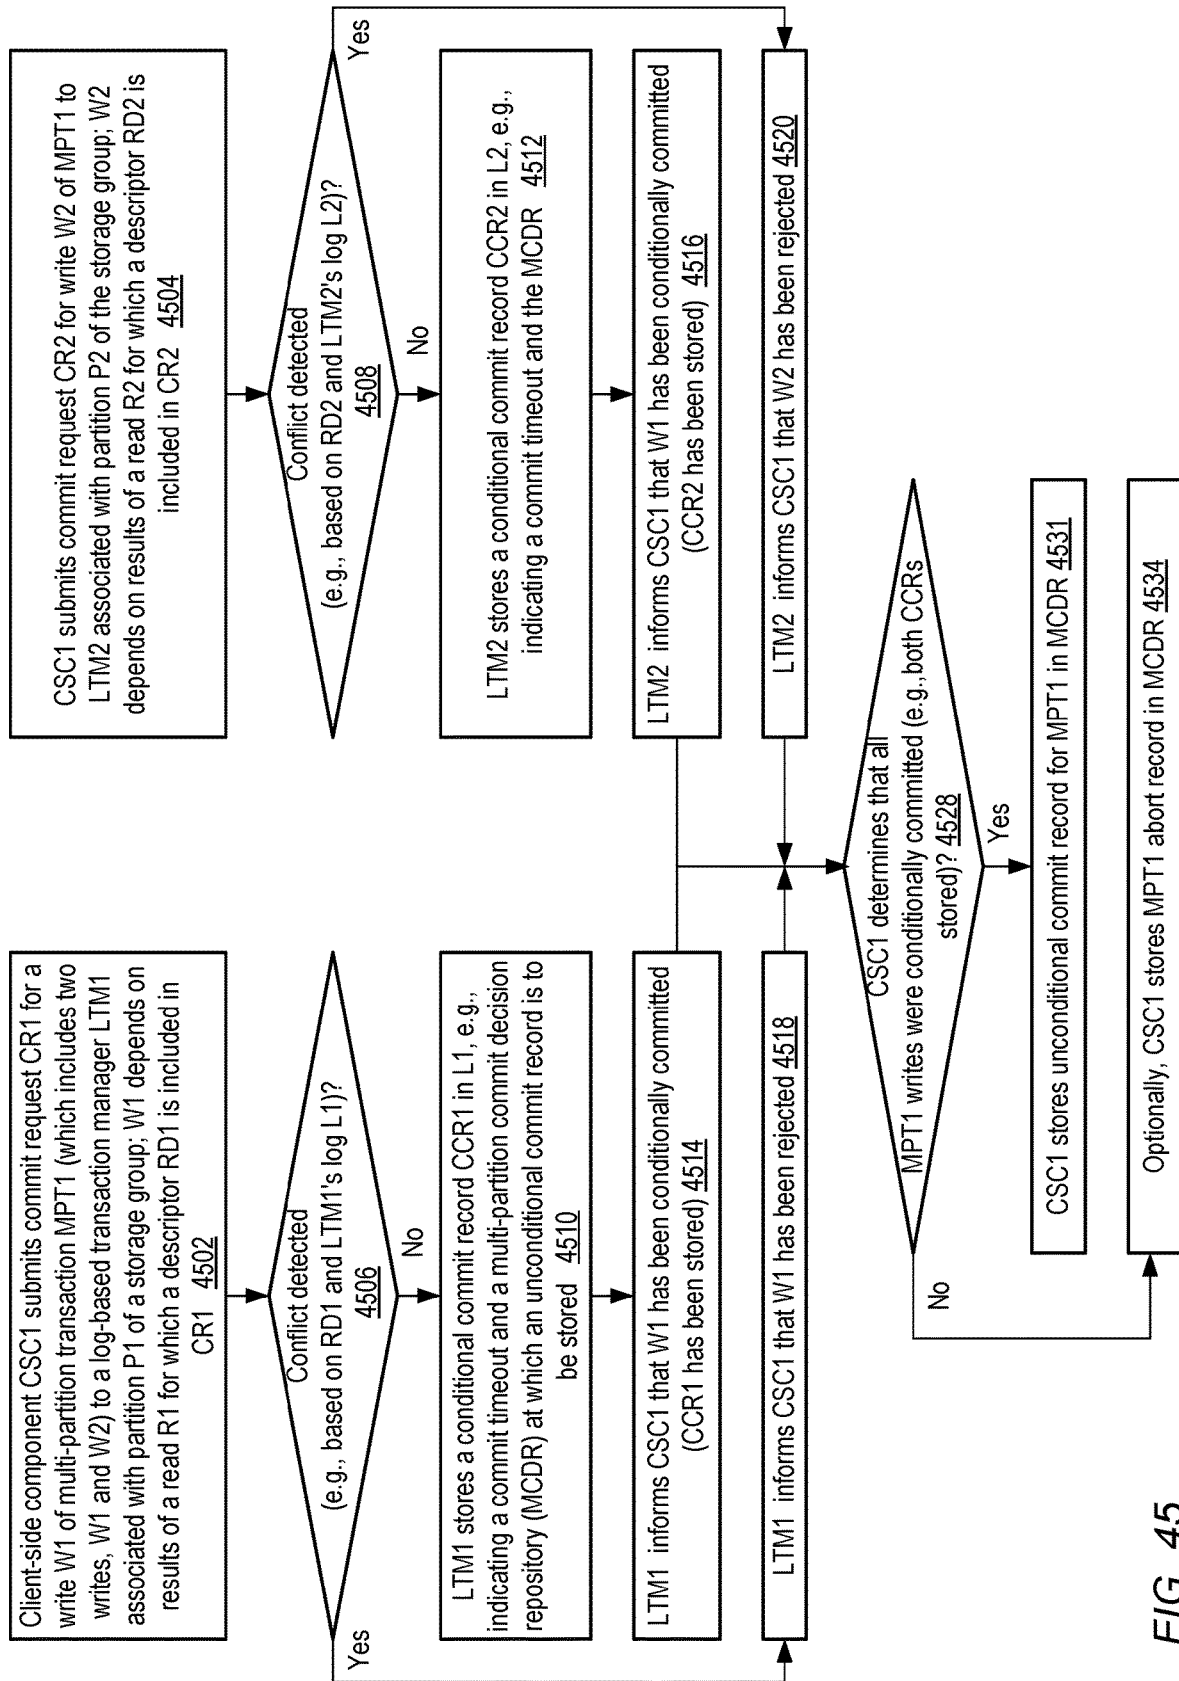 Client-side component CSC1 submits commit request CR1 for a
write W1 of multi-partition transaction MPT1 (which includes two
writes, W1 and W2) to a log-based transaction manager LTM1
associated with partition P1 of a storage group; W1 depends on
results of a read R1 for which a descriptor RD1 is included in
CR1 4502
CSC1 submits commit request CR2 for write W2 of MPT1 to
LTM2 associated with partition P2 of the storage group; W2
depends on results of a read R2 for which a descriptor RD2 is
included in CR2 4504
Conflict detected
(e.g., based on RD1 and LTM1's log L1)?
4506
Yes
No
Conflict detected
(e.g., based on RD2 and LTM2's log L2)?
4508
Yes
No
LTM1 stores a conditional commit record CCR1 in L1, e.g.,
indicating a commit timeout and a multi-partition commit decision
repository (MCDR) at which an unconditional commit record is to
be stored 4510
LTM2 stores a conditional commit record CCR2 in L2, e.g.,
indicating a commit timeout and the MCDR 4512
LTM1 informs CSC1 that W1 has been conditionally committed
(CCR1 has been stored) 4514
LTM2 informs CSC1 that W1 has been conditionally committed
(CCR2 has been stored) 4516
LTM1 informs CSC1 that W1 has been rejected 4518
LTM2 informs CSC1 that W2 has been rejected 4520
CSC1 determines that all
MPT1 writes were conditionally committed (e.g., both CCRs
stored)? 4528
No
Yes
CSC1 stores unconditional commit record for MPT1 in MCDR 4531
Optionally, CSC1 stores MPT1 abort record in MCDR 4534
FIG. 45